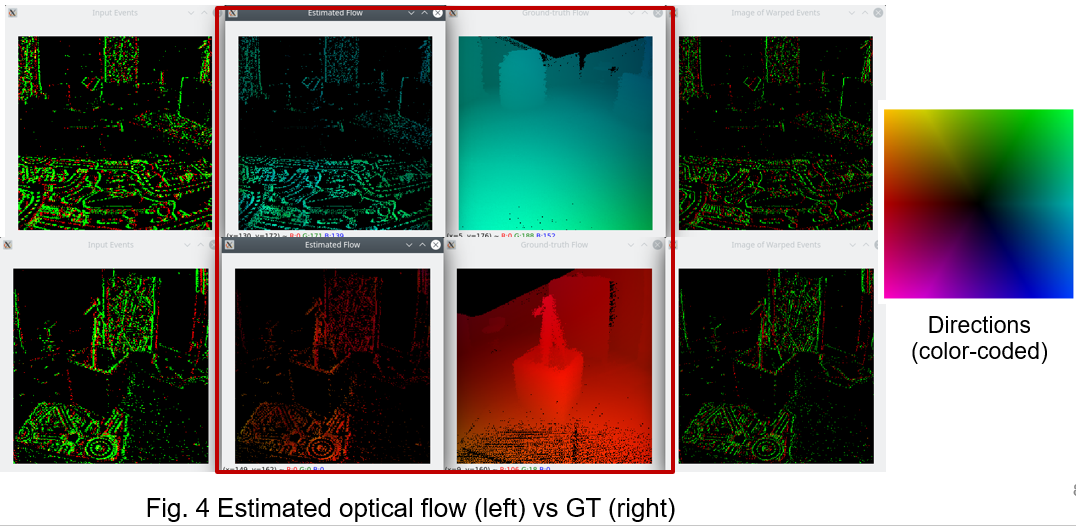 Input Events
Estimated Flow
Ground-truth Flow
Image of Warped Events
(x=130, y=172) ~ R:0 G:171 B:139
(x=5, y=176) ~ R:0 G:188 B:152
Input Events
Estimated Flow
Ground-truth Flow
Image of Warped Events
(x=149, y=162) ~ R:0 G:0 B:0
(x=9, y=160) ~ R:106 G:18 B:0
Directions
(color-coded)
Fig. 4 Estimated optical flow (left) vs GT (right)